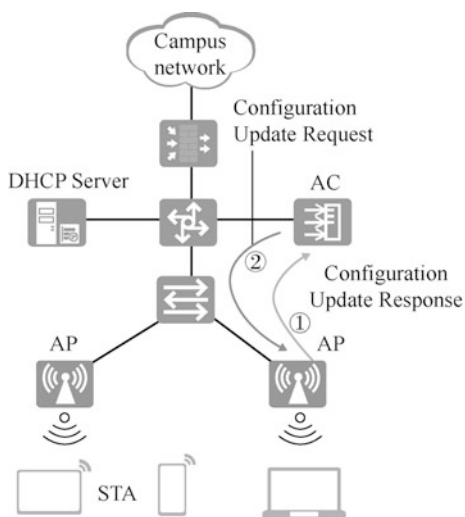 Campus
network
Configuration
Update Request
DHCP Server
AC
②
Configuration
Update Response
①
AP
AP
STA